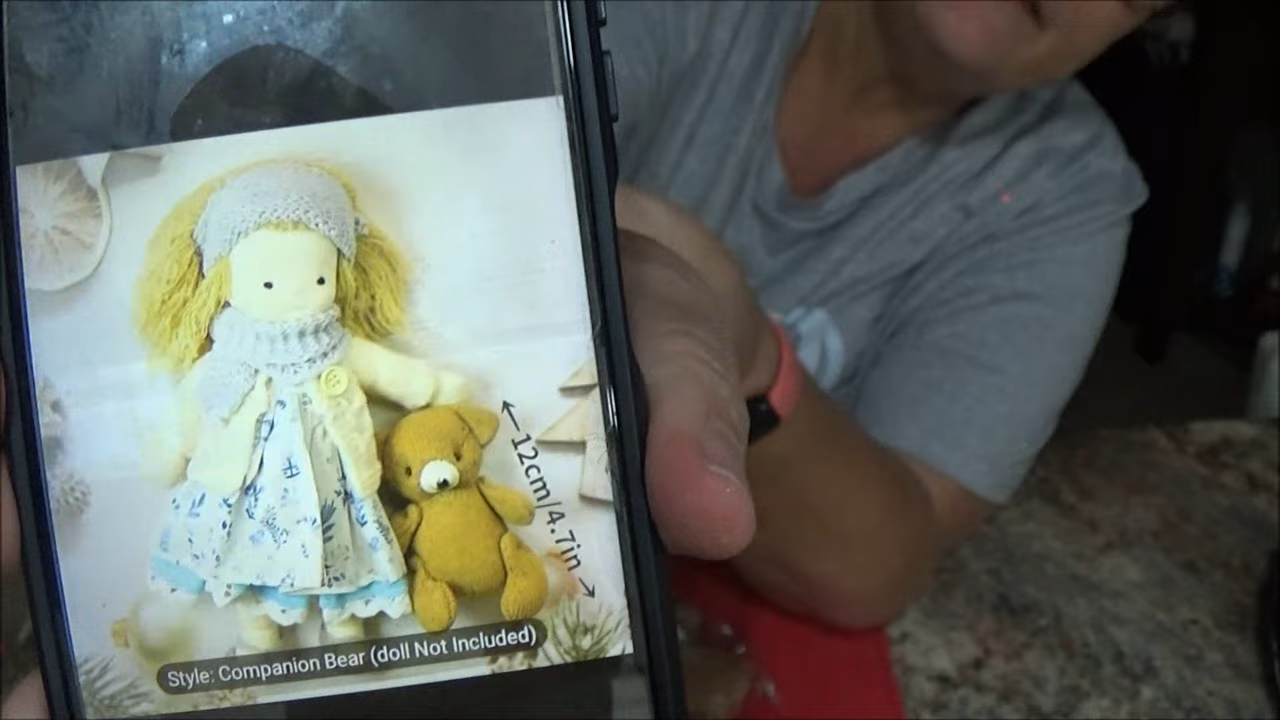 ←12cm/4.7in→
Style: Companion Bear (doll Not Included)